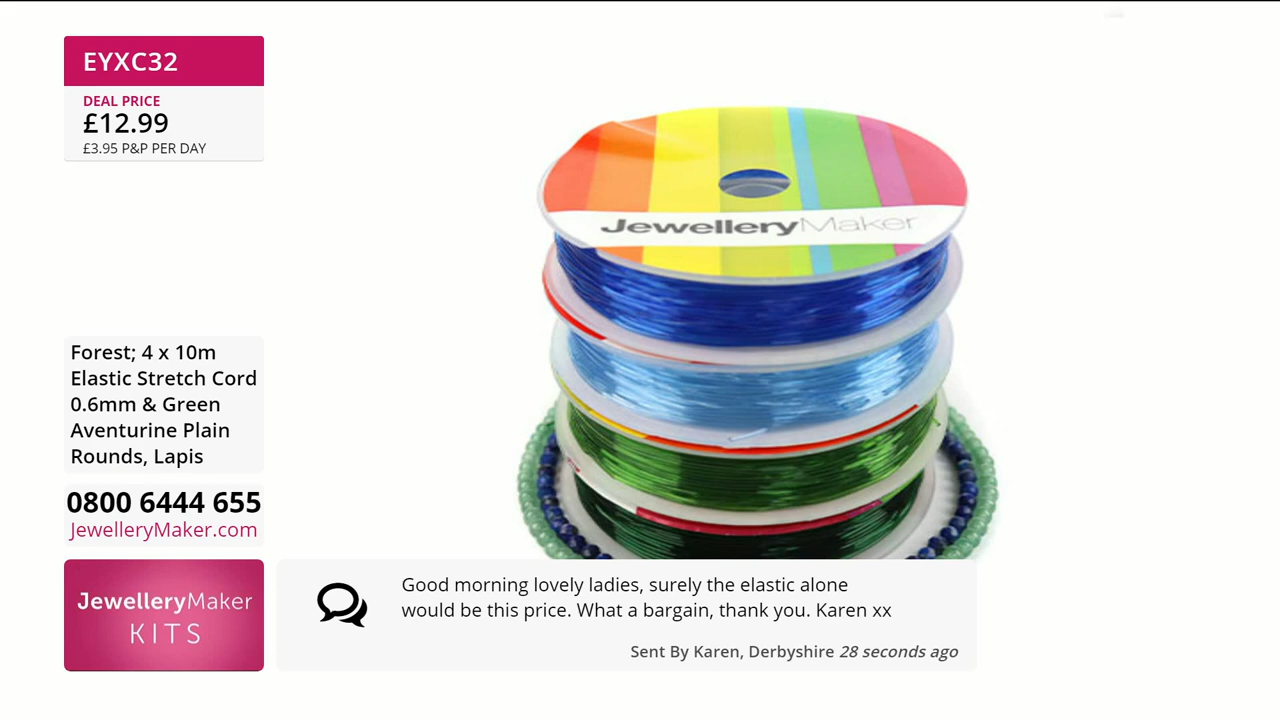 EYXC32
DEAL PRICE
£12.99
£3.95 P&P PER DAY
JewelleryMaker
Forest; 4 x 10m
Elastic Stretch Cord
0.6mm & Green
Aventurine Plain
Rounds, Lapis
0800 6444 655
JewelleryMaker.com
JewelleryMaker
KITS
Good morning lovely ladies, surely the elastic alone
would be this price. What a bargain, thank you. Karen xx
Sent By Karen, Derbyshire 28 seconds ago